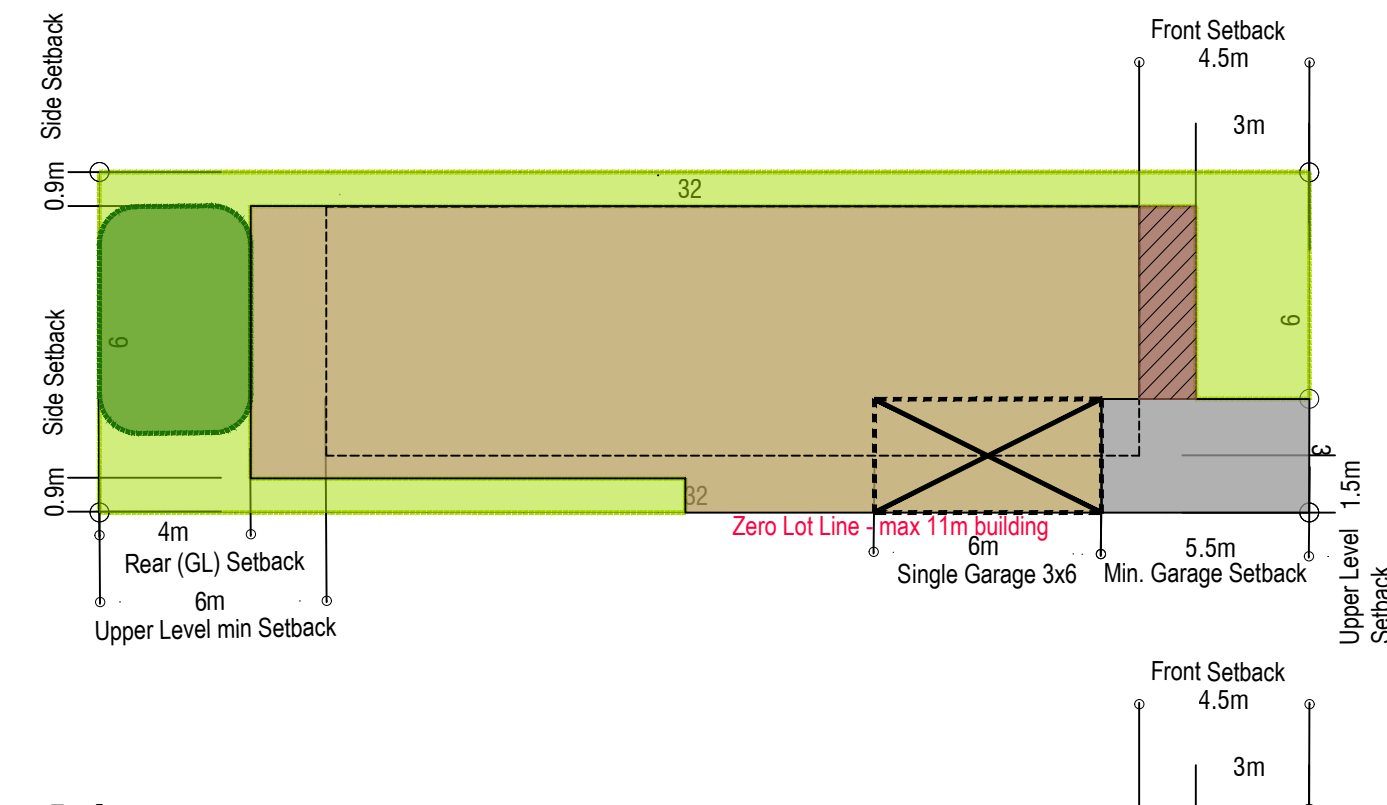 Front Setback
4.5m
3m
Side Setback
0.9m
32
6
6
Side Setback
0.9m
32
3
1.5m
Upper Level
Setback
Zero Lot Line - max 11m building
4m
Rear (GL) Setback
6m
Single Garage 3x6
5.5m
Min. Garage Setback
6m
Upper Level min Setback
Front Setback
4.5m
3m